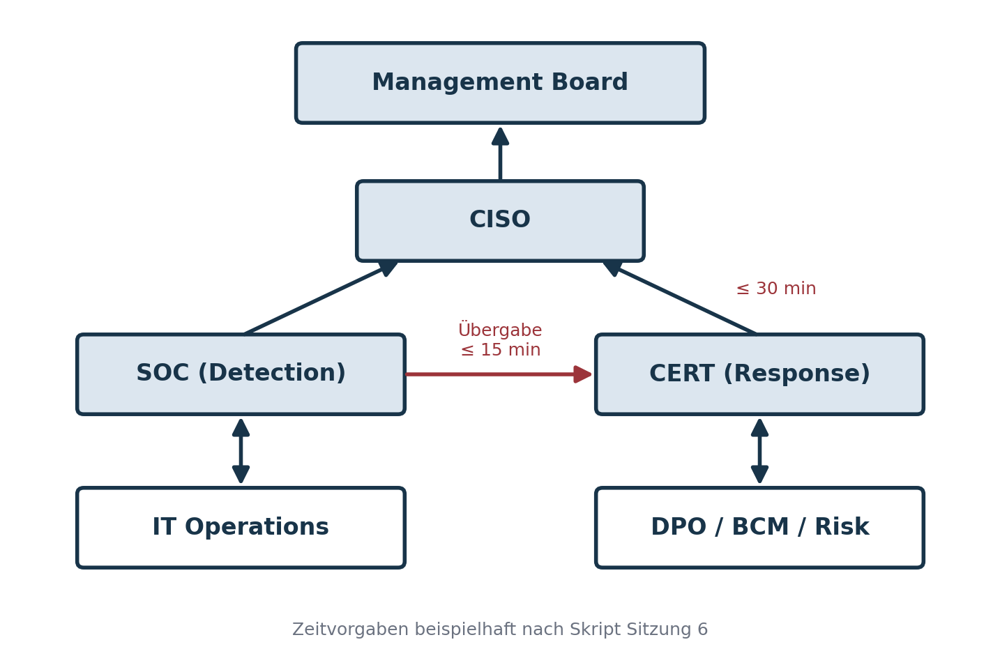 Management Board
CISO
≤ 30 min
Übergabe
≤ 15 min
SOC (Detection)
CERT (Response)
IT Operations
DPO / BCM / Risk
Zeitvorgaben beispielhaft nach Skript Sitzung 6